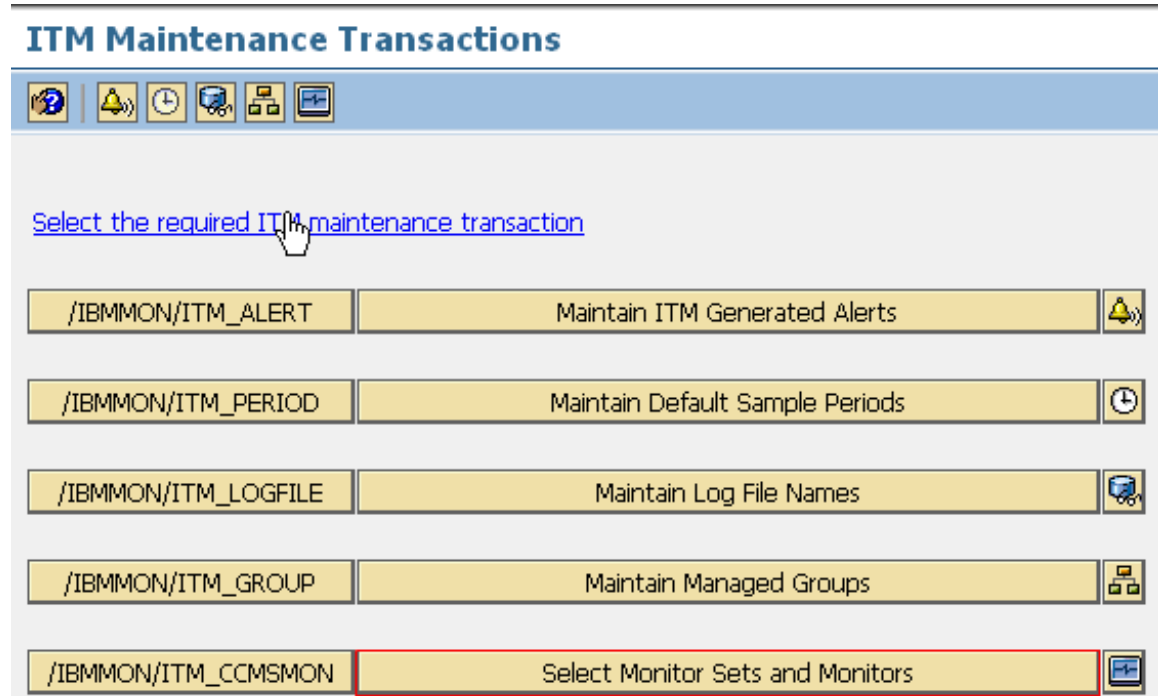 ITM Maintenance Transactions
Select the required ITM maintenance transaction
/IBMMON/ITM_ALERT Maintain ITM Generated Alerts
/IBMMON/ITM_PERIOD Maintain Default Sample Periods
/IBMMON/ITM_LOGFILE Maintain Log File Names
/IBMMON/ITM_GROUP Maintain Managed Groups
/IBMMON/ITM_CCMSMON Select Monitor Sets and Monitors